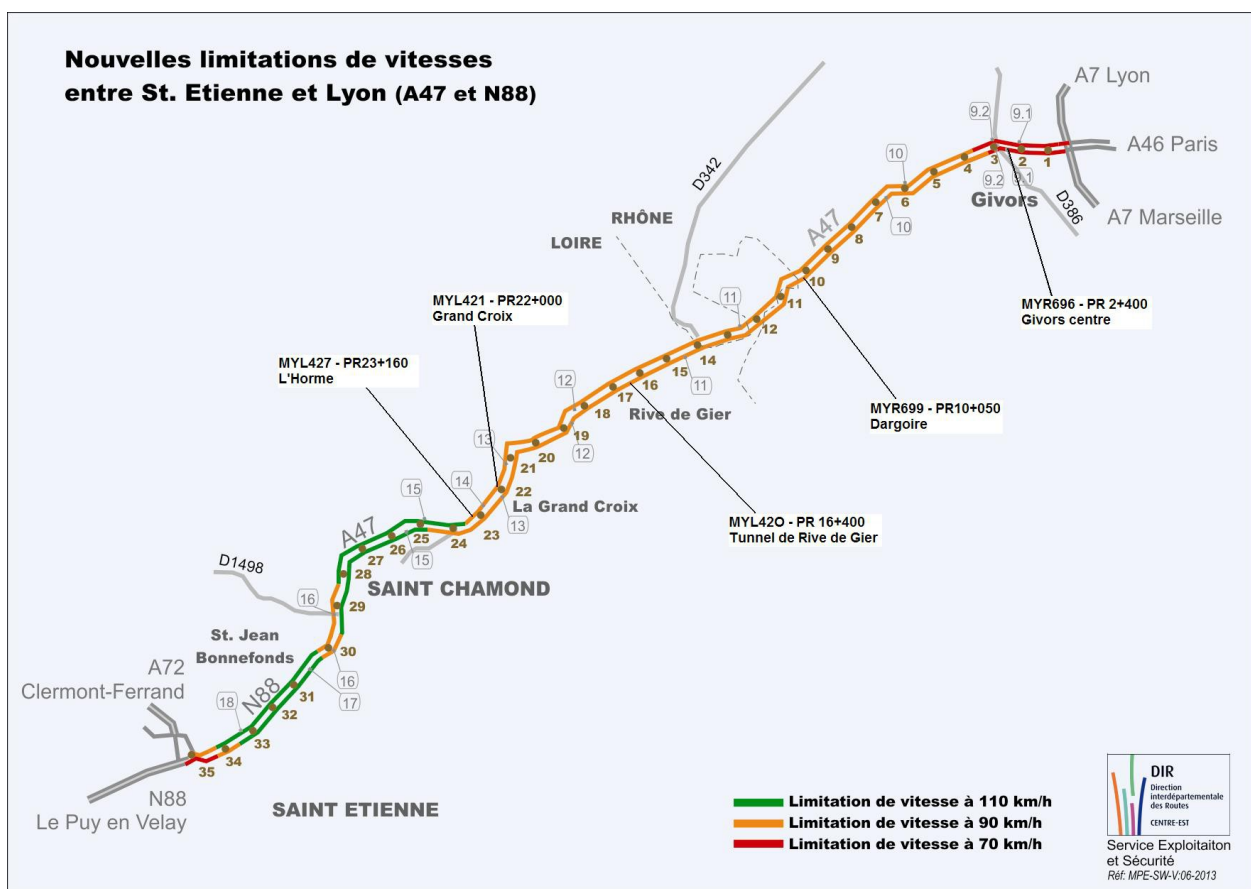 Nouvelles limitations de vitesses
entre St. Etienne et Lyon (A47 et N88)
A7 Lyon
A46 Paris
A7 Marseille
D386
9.2
9.1
9.2
9.1
Givors
1
2
3
4
5
6
7
8
9
10
10
10
A47
D342
RHÔNE
LOIRE
MYR696 - PR 2+400
Givors centre
MYL421 - PR22+000
Grand Croix
MYL427 - PR23+160
L'Horme
MYR699 - PR10+050
Dargoire
MYL42O - PR 16+400
Tunnel de Rive de Gier
11
11
11
12
14
15
16
17
18
19
20
21
22
23
24
25
26
27
28
29
30
31
32
33
34
35
Rive de Gier
12
12
13
13
La Grand Croix
14
15
15
A47
SAINT CHAMOND
D1498
16
16
17
18
St. Jean
Bonnefonds
N88
A72
Clermont-Ferrand
N88
Le Puy en Velay
SAINT ETIENNE
Limitation de vitesse à 110 km/h
Limitation de vitesse à 90 km/h
Limitation de vitesse à 70 km/h
DIR
Direction
interdépartementale
des Routes
CENTRE-EST
Service Exploitaiton
et Sécurité
Réf: MPE-SW-V:06-2013